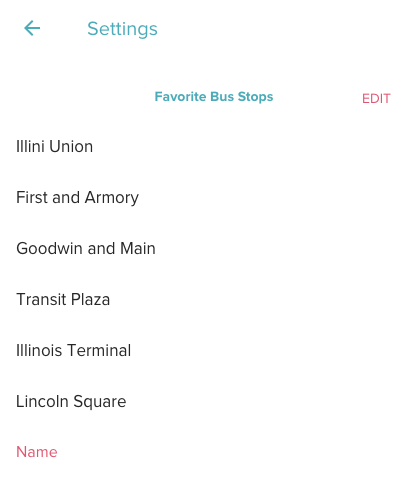 Settings
Favorite Bus Stops
EDIT
Illini Union
First and Armory
Goodwin and Main
Transit Plaza
Illinois Terminal
Lincoln Square
Name